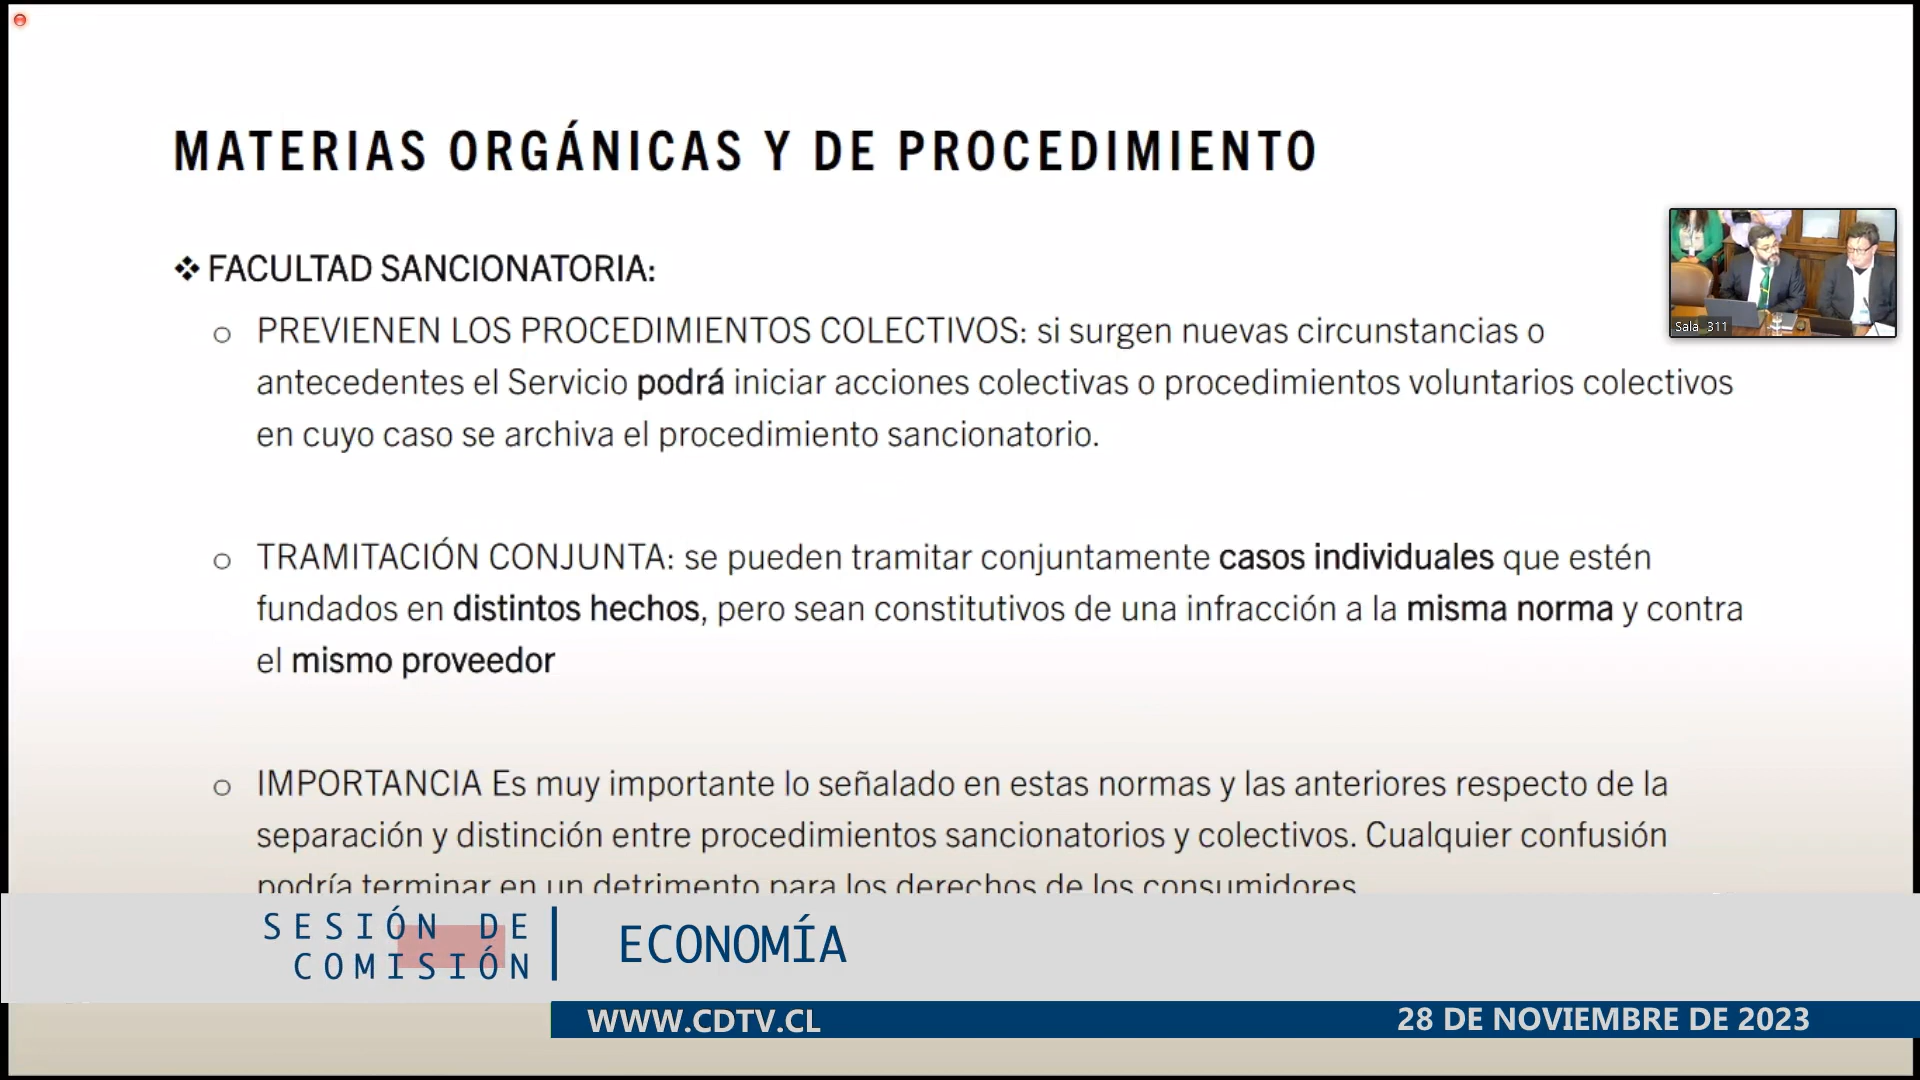 MATERIAS ORGÁNICAS Y DE PROCEDIMIENTO
❖ FACULTAD SANCIONATORIA:
o PREVIENEN LOS PROCEDIMIENTOS COLECTIVOS: si surgen nuevas circunstancias o
antecedentes el Servicio podrá iniciar acciones colectivas o procedimientos voluntarios colectivos
en cuyo caso se archiva el procedimiento sancionatorio.
Sala 311
o TRAMITACIÓN CONJUNTA: se pueden tramitar conjuntamente casos individuales que estén
fundados en distintos hechos, pero sean constitutivos de una infracción a la misma norma y contra
el mismo proveedor
o IMPORTANCIA Es muy importante lo señalado en estas normas y las anteriores respecto de la
separación y distinción entre procedimientos sancionatorios y colectivos. Cualquier confusión
podría terminar en un detrimento para los derechos de los consumidores
SESIÓN DE
COMISIÓN
ECONOMÍA
WWW.CDTV.CL
28 DE NOVIEMBRE DE 2023